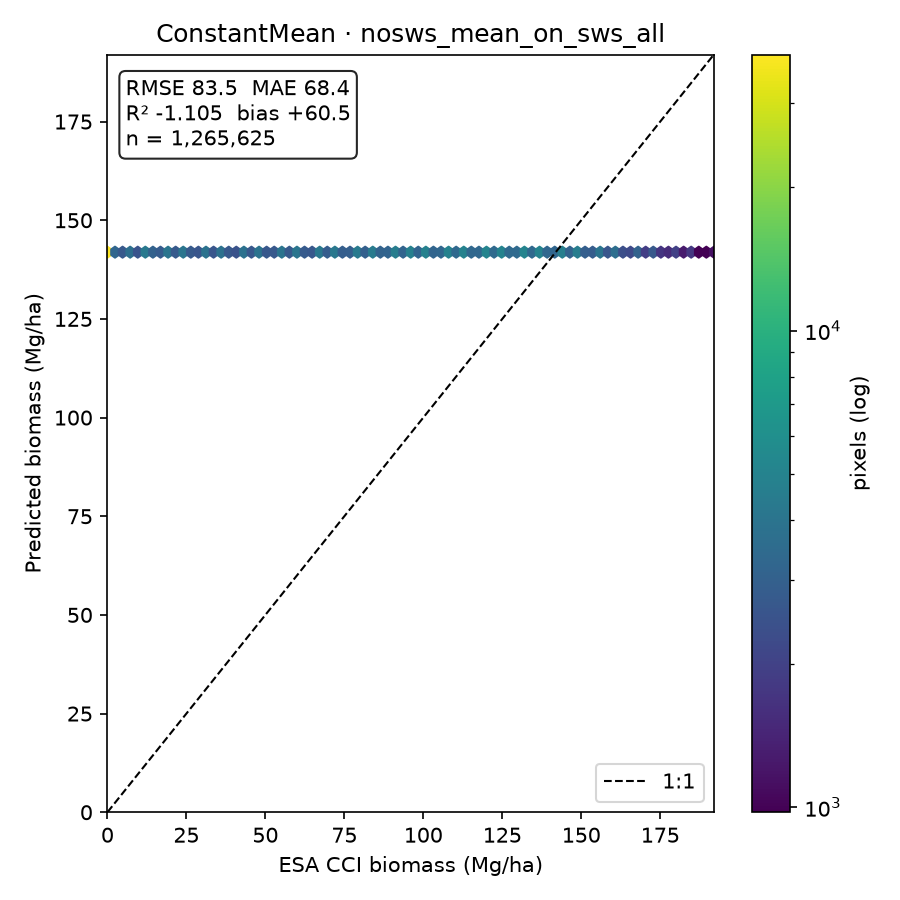 ConstantMean · nosws_mean_on_sws_all
RMSE 83.5  MAE 68.4
R² -1.105  bias +60.5
n = 1,265,625
175
150
125
100
75
50
25
0
Predicted biomass (Mg/ha)
0 25 50 75 100 125 150 175
ESA CCI biomass (Mg/ha)
1:1
10⁴
10³
pixels (log)